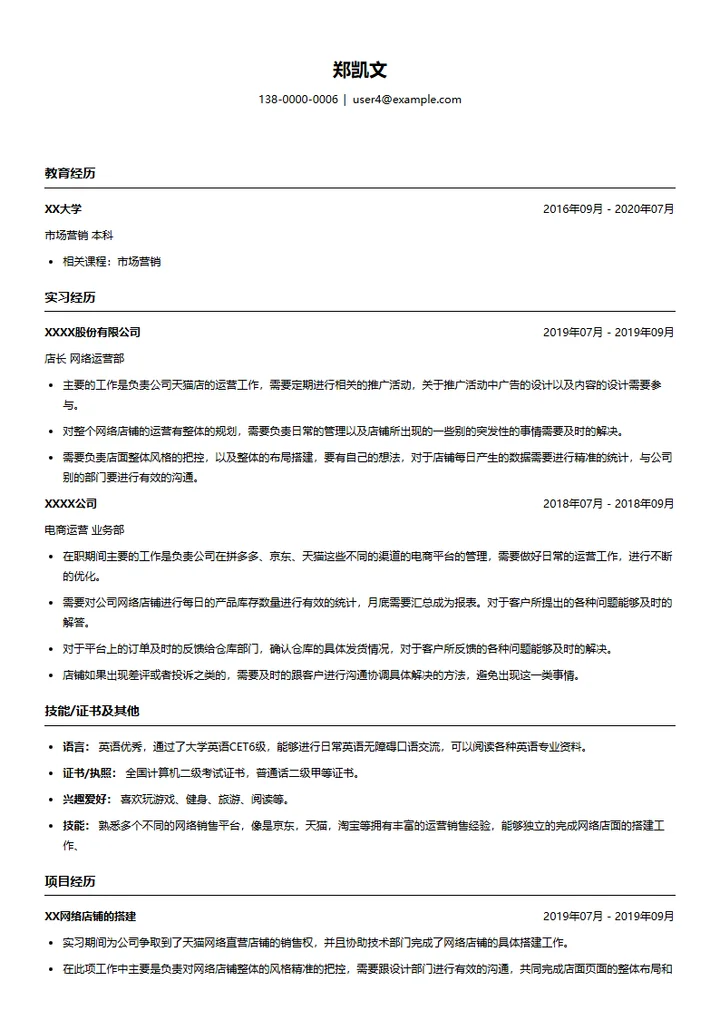 郑凯文
138-0000-0006 | user4@example.com
教育经历
XX大学 2016年09月 - 2020年07月
市场营销 本科
• 相关课程：市场营销
实习经历
XXXX股份有限公司 2019年07月 - 2019年09月
店长 网络运营部
• 主要的工作是负责公司天猫店的运营工作，需要定期进行相关的推广活动，关于推广活动中广告的设计以及内容的设计需要参
与。
• 对整个网络店铺的运营有整体的规划，需要负责日常的管理以及店铺所出现的一些别的突发性的事情需要及时的解决。
• 需要负责店面整体风格的把控，以及整体的布局搭建，要有自己的想法，对于店铺每日产生的数据需要进行精准的统计，与公司
别的部门要进行有效的沟通。
XXXX公司 2018年07月 - 2018年09月
电商运营 业务部
• 在职期间主要的工作是负责公司在拼多多、京东、天猫这些不同的渠道的电商平台的管理，需要做好日常的运营工作，进行不断
的优化。
• 需要对公司网络店铺进行每日的产品库存数量进行有效的统计，月底需要汇总成为报表。对于客户所提出的各种问题能够及时的
解答。
• 对于平台上的订单及时的反馈给仓库部门，确认仓库的具体发货情况，对于客户所反馈的各种问题能够及时的解决。
• 店铺如果出现差评或者投诉之类的，需要及时的跟客户进行沟通协调具体解决的方法，避免出现这一类事情。
技能/证书及其他
• 语言： 英语优秀，通过了大学英语CET6级，能够进行日常英语无障碍口语交流，可以阅读各种英语专业资料。
• 证书/执照： 全国计算机二级考试证书，普通话二级甲等证书。
• 兴趣爱好： 喜欢玩游戏、健身、旅游、阅读等。
• 技能： 熟悉多个不同的网络销售平台，像是京东，天猫，淘宝等拥有丰富的运营销售经验，能够独立的完成网络店面的搭建工
作、
项目经历
XX网络店铺的搭建 2019年07月 - 2019年09月
• 实习期间为公司争取到了天猫网络直营店铺的销售权，并且协助技术部门完成了网络店铺的具体搭建工作。
• 在此项工作中主要是负责对网络店铺整体的风格精准的把控，需要跟设计部门进行有效的沟通，共同完成店面页面的整体布局和